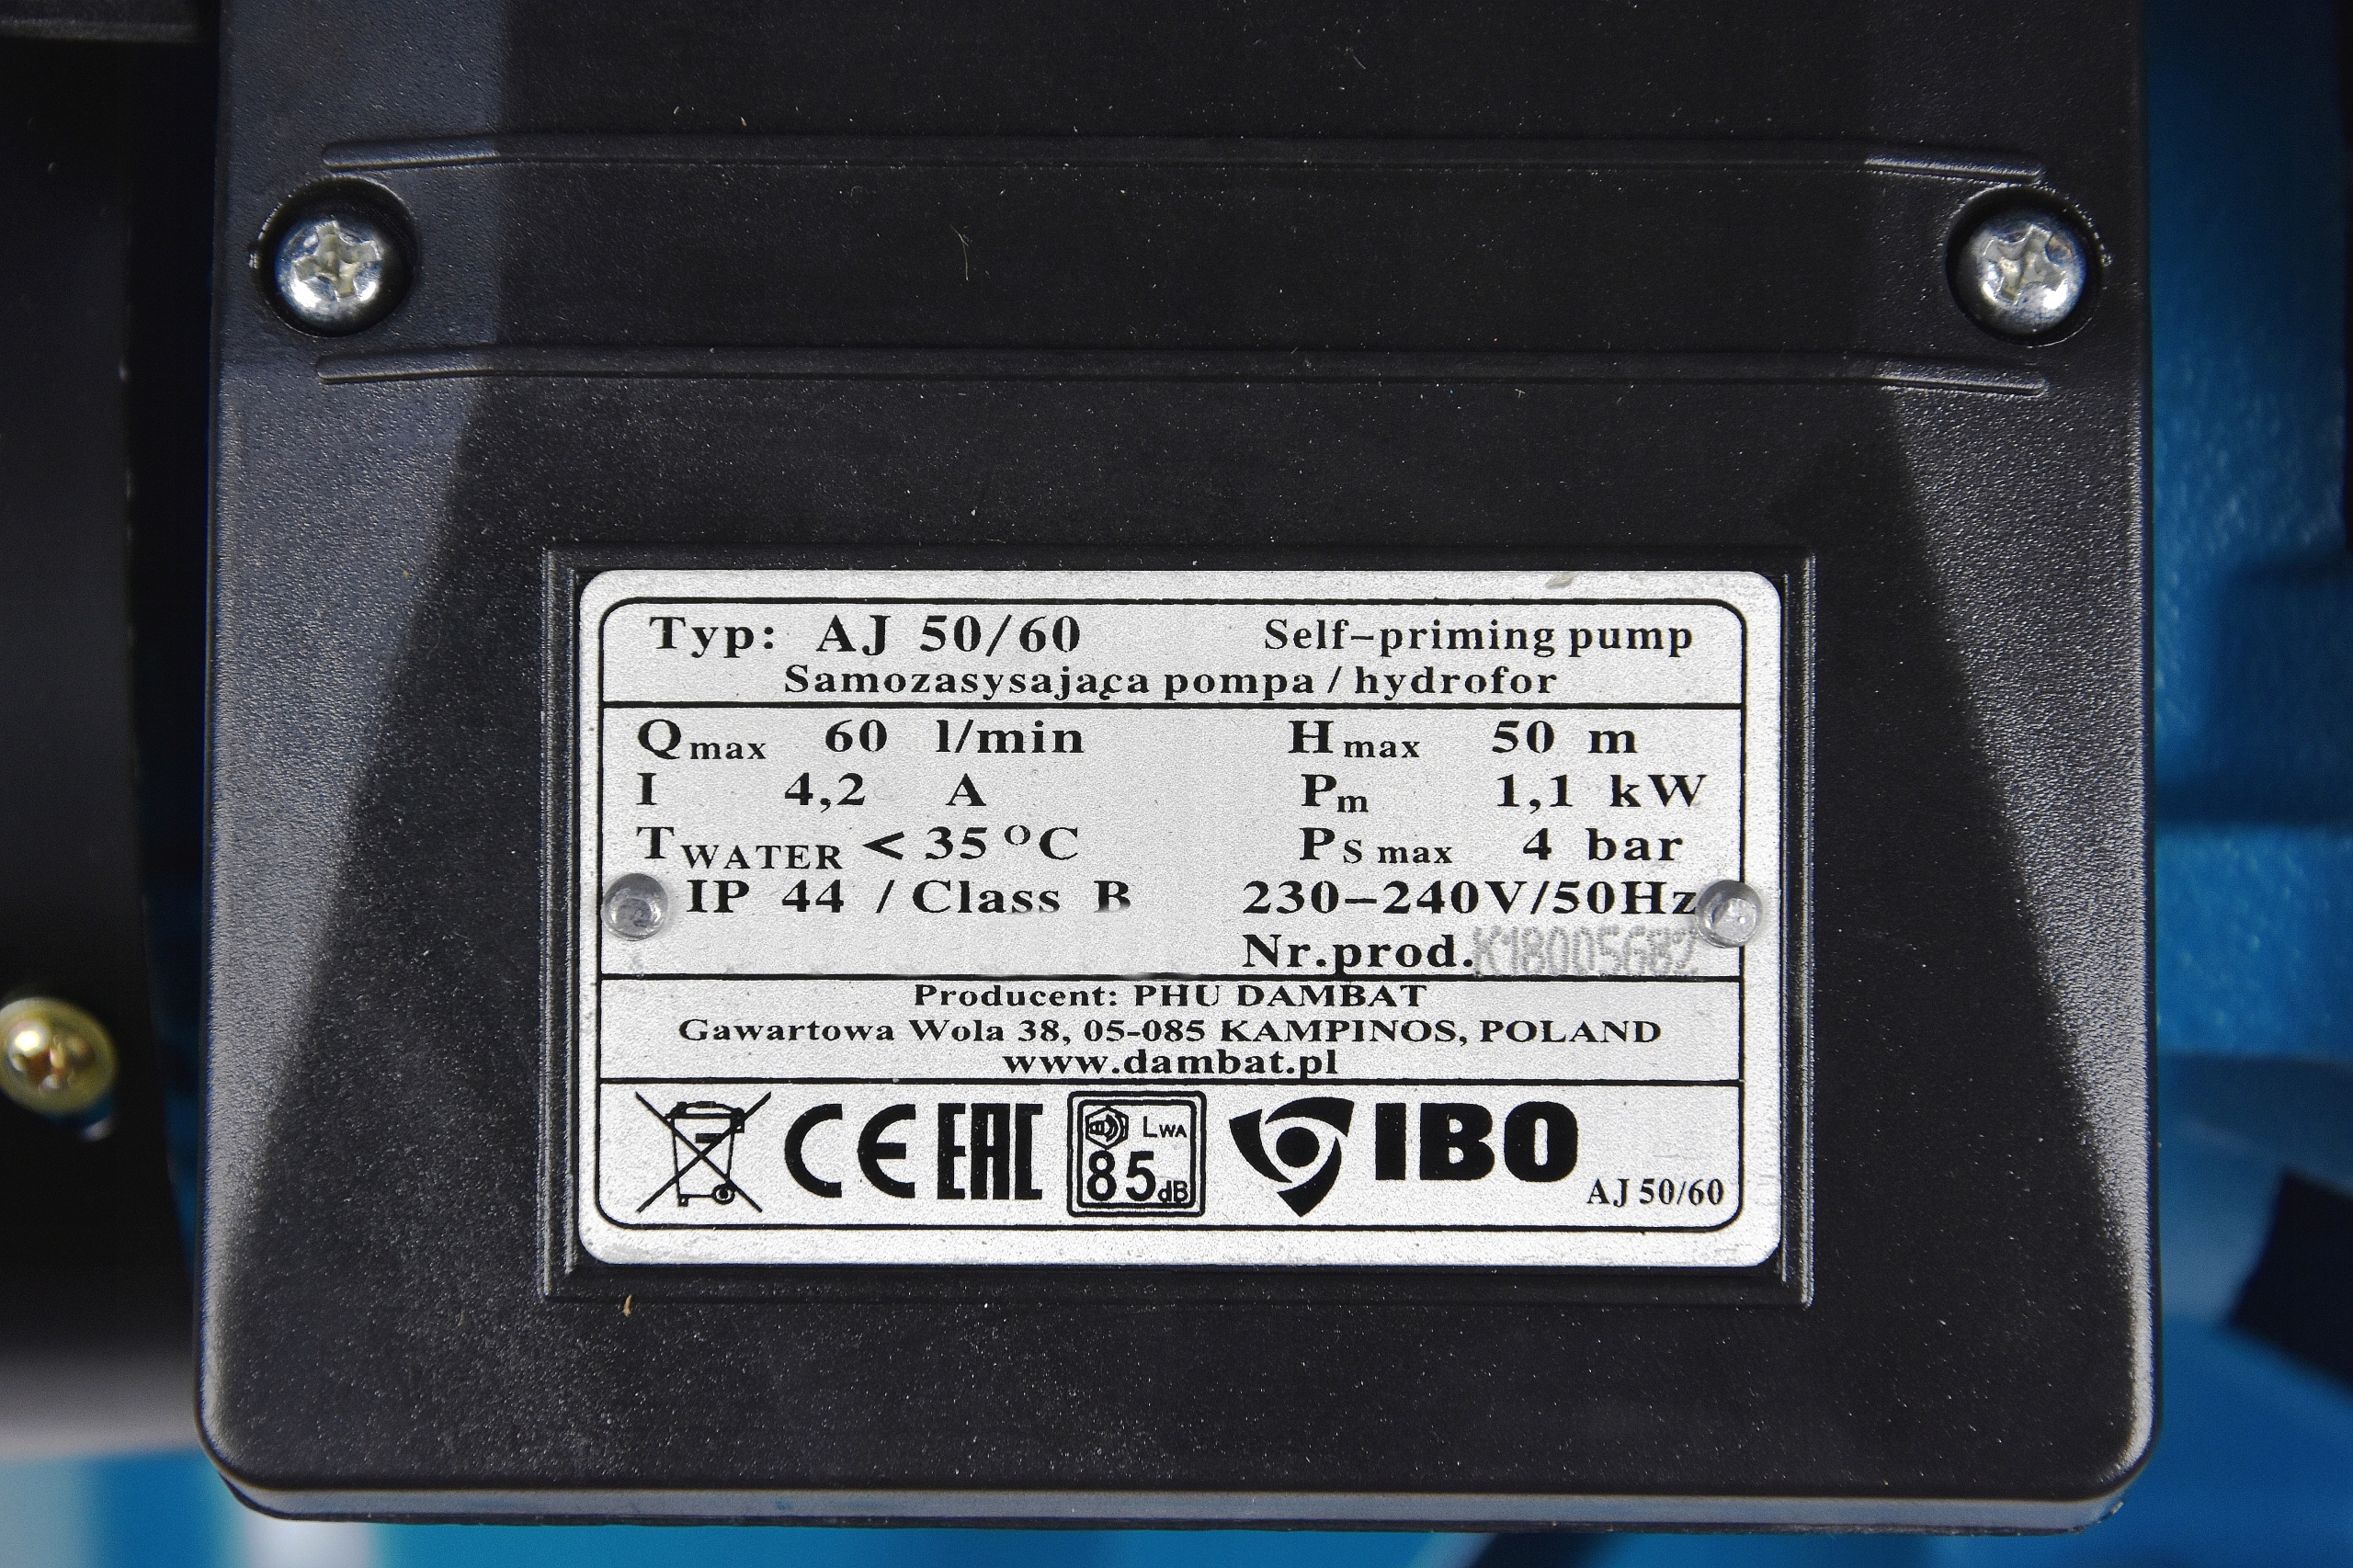 Typ: AJ 50/60 Self-priming pump
Samozasysająca pompa / hydrofor
Qmax 60 l/min Hmax 50 m
I 4,2 A Pm 1,1 kW
TWATER < 35 °C PS max 4 bar
IP 44 / Class B 230-240V/50Hz
Nr.prod. K18005682
Producent: PHU DAMBAT
Gawartowa Wola 38, 05-085 KAMPINOS, POLAND
www.dambat.pl
CE EAC LWA 85dB IBO AJ 50/60